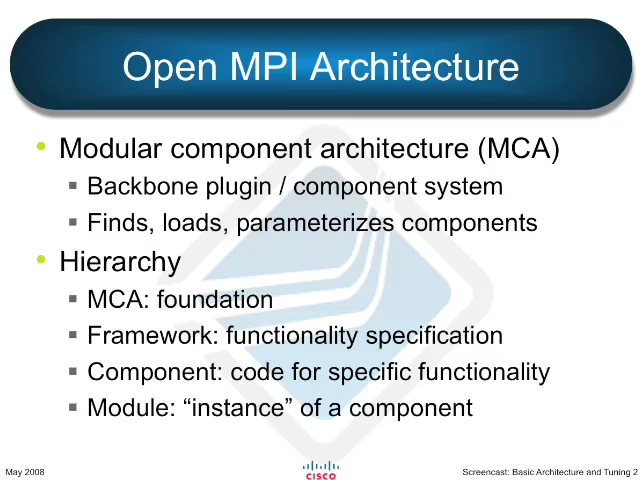 Open MPI Architecture
• Modular component architecture (MCA)
▪ Backbone plugin / component system
▪ Finds, loads, parameterizes components
• Hierarchy
▪ MCA: foundation
▪ Framework: functionality specification
▪ Component: code for specific functionality
▪ Module: “instance” of a component
May 2008
CISCO
Screencast: Basic Architecture and Tuning 2